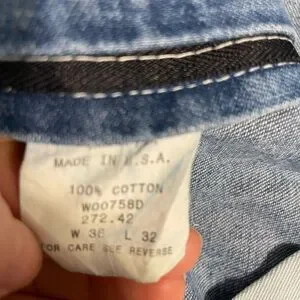 MADE IN U.S.A.
100% COTTON
W00758D
272.42
W 36 L 32
FOR CARE SEE REVERSE